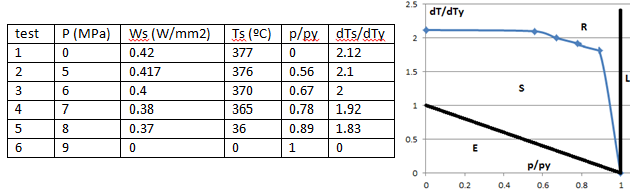 test P (MPa) Ws (W/mm2) Ts (ºC) p/py dTs/dTy
1 0 0.42 377 0 2.12
2 5 0.417 376 0.56 2.1
3 6 0.4 370 0.67 2
4 7 0.38 365 0.78 1.92
5 8 0.37 36 0.89 1.83
6 9 0 0 1 0
2.5 dT/dTy
R
2
1.5
L
S
1
0.5
E
p/py
0
0 0.2 0.4 0.6 0.8 1